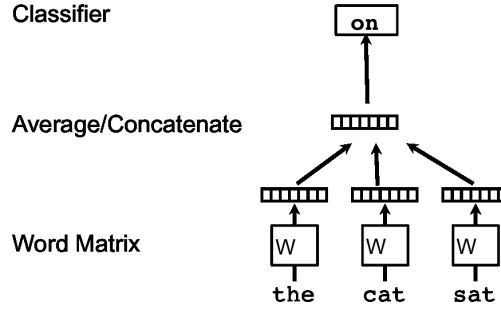 Classifier on
Average/Concatenate
Word Matrix W W W
the cat sat